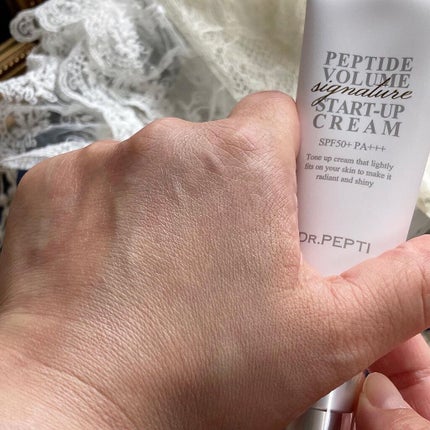 PEPTIDE
VOLUME
signature
START-UP
CREAM
SPF50+ PA+++
Tone up cream that lightly
fits on your skin to make it
radiant and shiny
DR.PEPTI